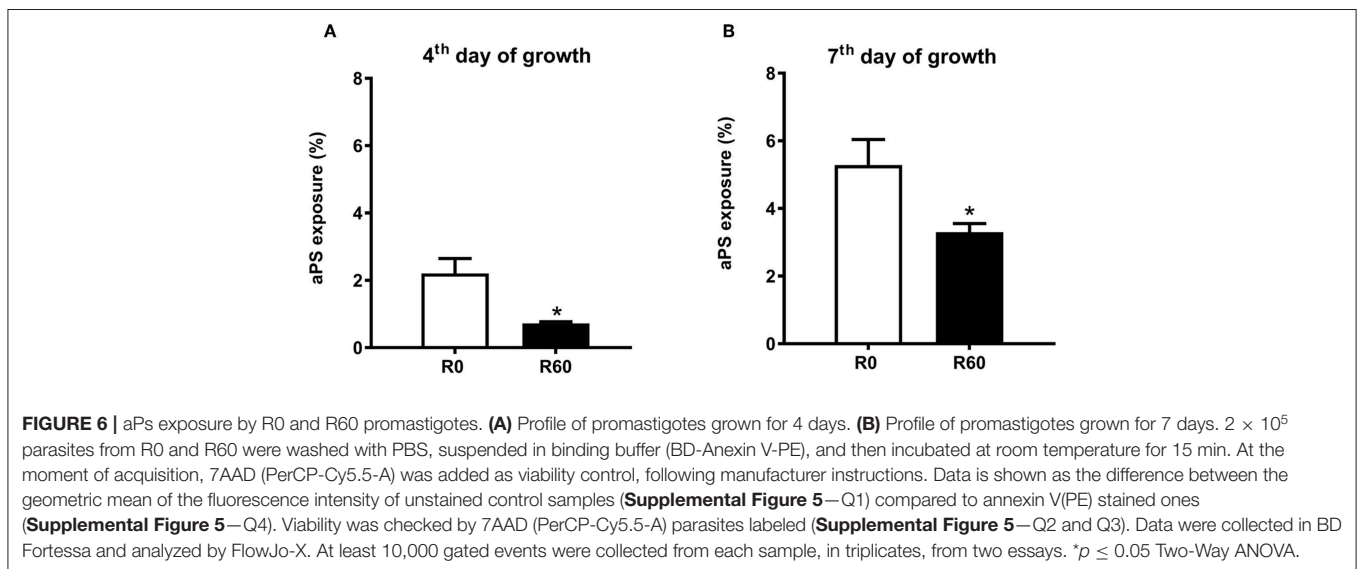 A
4th day of growth
aPS exposure (%)
8
6
4
2
0
R0
*
R60
B
7th day of growth
aPS exposure (%)
8
6
4
2
0
R0
*
R60
FIGURE 6 | aPs exposure by R0 and R60 promastigotes. (A) Profile of promastigotes grown for 4 days. (B) Profile of promastigotes grown for 7 days. 2 × 10⁵
parasites from R0 and R60 were washed with PBS, suspended in binding buffer (BD-Anexin V-PE), and then incubated at room temperature for 15 min. At the
moment of acquisition, 7AAD (PerCP-Cy5.5-A) was added as viability control, following manufacturer instructions. Data is shown as the difference between the
geometric mean of the fluorescence intensity of unstained control samples (Supplemental Figure 5—Q1) compared to annexin V(PE) stained ones
(Supplemental Figure 5—Q4). Viability was checked by 7AAD (PerCP-Cy5.5-A) parasites labeled (Supplemental Figure 5—Q2 and Q3). Data were collected in BD
Fortessa and analyzed by FlowJo-X. At least 10,000 gated events were collected from each sample, in triplicates, from two essays. *p ≤ 0.05 Two-Way ANOVA.